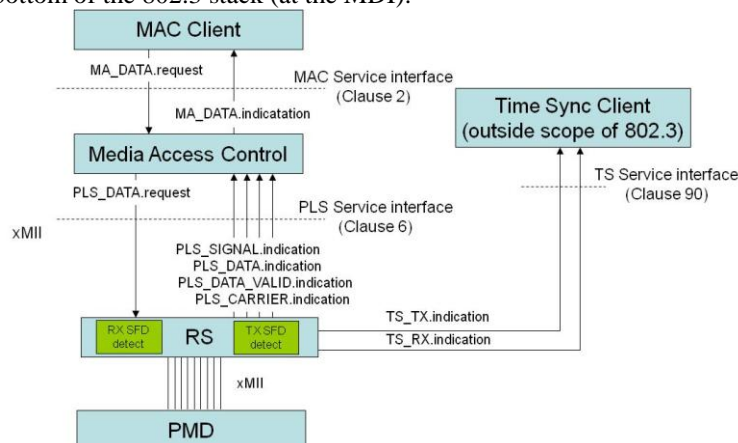 bottom of the 802.3 stack (at the MDI).
MAC Client
MA_DATA.request
MAC Service interface
(Clause 2)
MA_DATA.indicatation
Time Sync Client
(outside scope of 802.3)
Media Access Control
TS Service interface
(Clause 90)
PLS_DATA.request
PLS Service interface
(Clause 6)
xMII
PLS_SIGNAL.indication
PLS_DATA.indication
PLS_DATA_VALID.indication
PLS_CARRIER.indication
TS_TX.indication
RX SFD
detect
RS
TX SFD
detect
TS_RX.indication
xMII
PMD